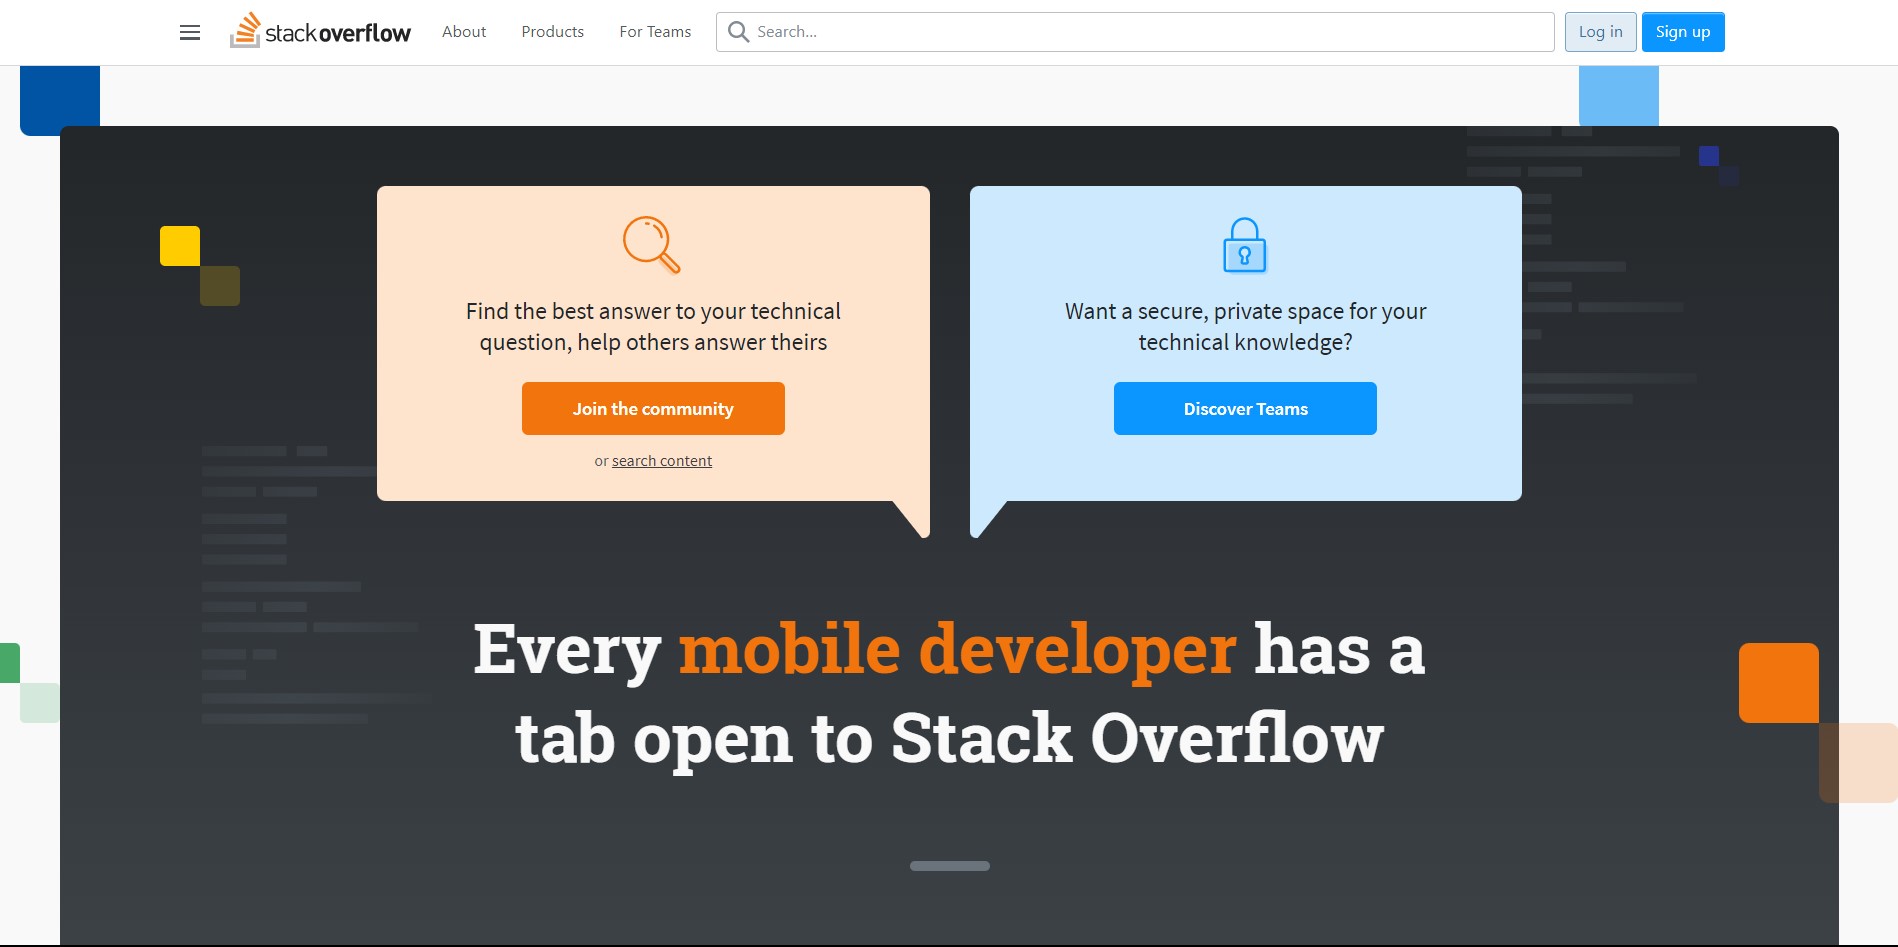 stackoverflow
About
Products
For Teams
Search...
Log in
Sign up
Find the best answer to your technical
question, help others answer theirs
Join the community
or search content
Want a secure, private space for your
technical knowledge?
Discover Teams
Every mobile developer has a
tab open to Stack Overflow